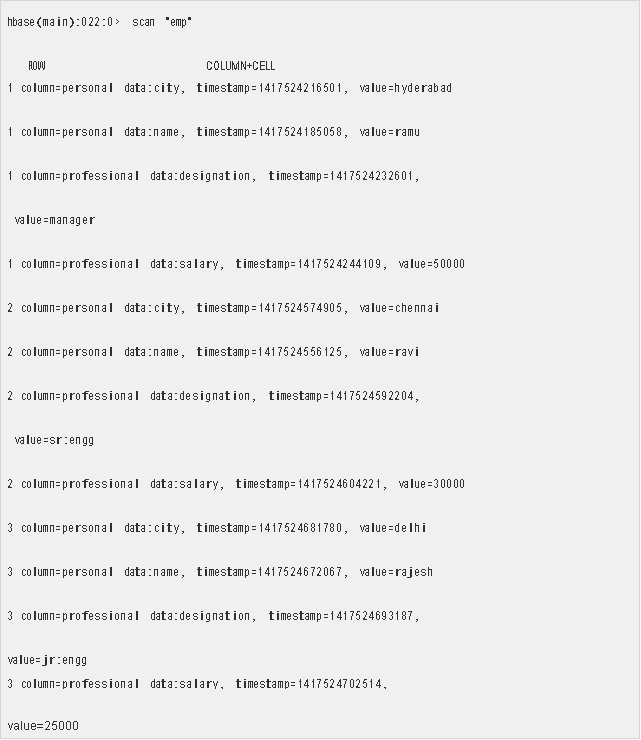 hbase(main):022:0> scan 'emp'
ROW COLUMN+CELL
1 column=personal data:city, timestamp=1417524216501, value=hyderabad
1 column=personal data:name, timestamp=1417524185058, value=ramu
1 column=professional data:designation, timestamp=1417524232601,
value=manager
1 column=professional data:salary, timestamp=1417524244109, value=50000
2 column=personal data:city, timestamp=1417524574905, value=chennai
2 column=personal data:name, timestamp=1417524556125, value=ravi
2 column=professional data:designation, timestamp=1417524592204,
value=sr:engg
2 column=professional data:salary, timestamp=1417524604221, value=30000
3 column=personal data:city, timestamp=1417524681780, value=delhi
3 column=personal data:name, timestamp=1417524672067, value=rajesh
3 column=professional data:designation, timestamp=1417524693187,
value=jr:engg
3 column=professional data:salary, timestamp=1417524702514,
value=25000